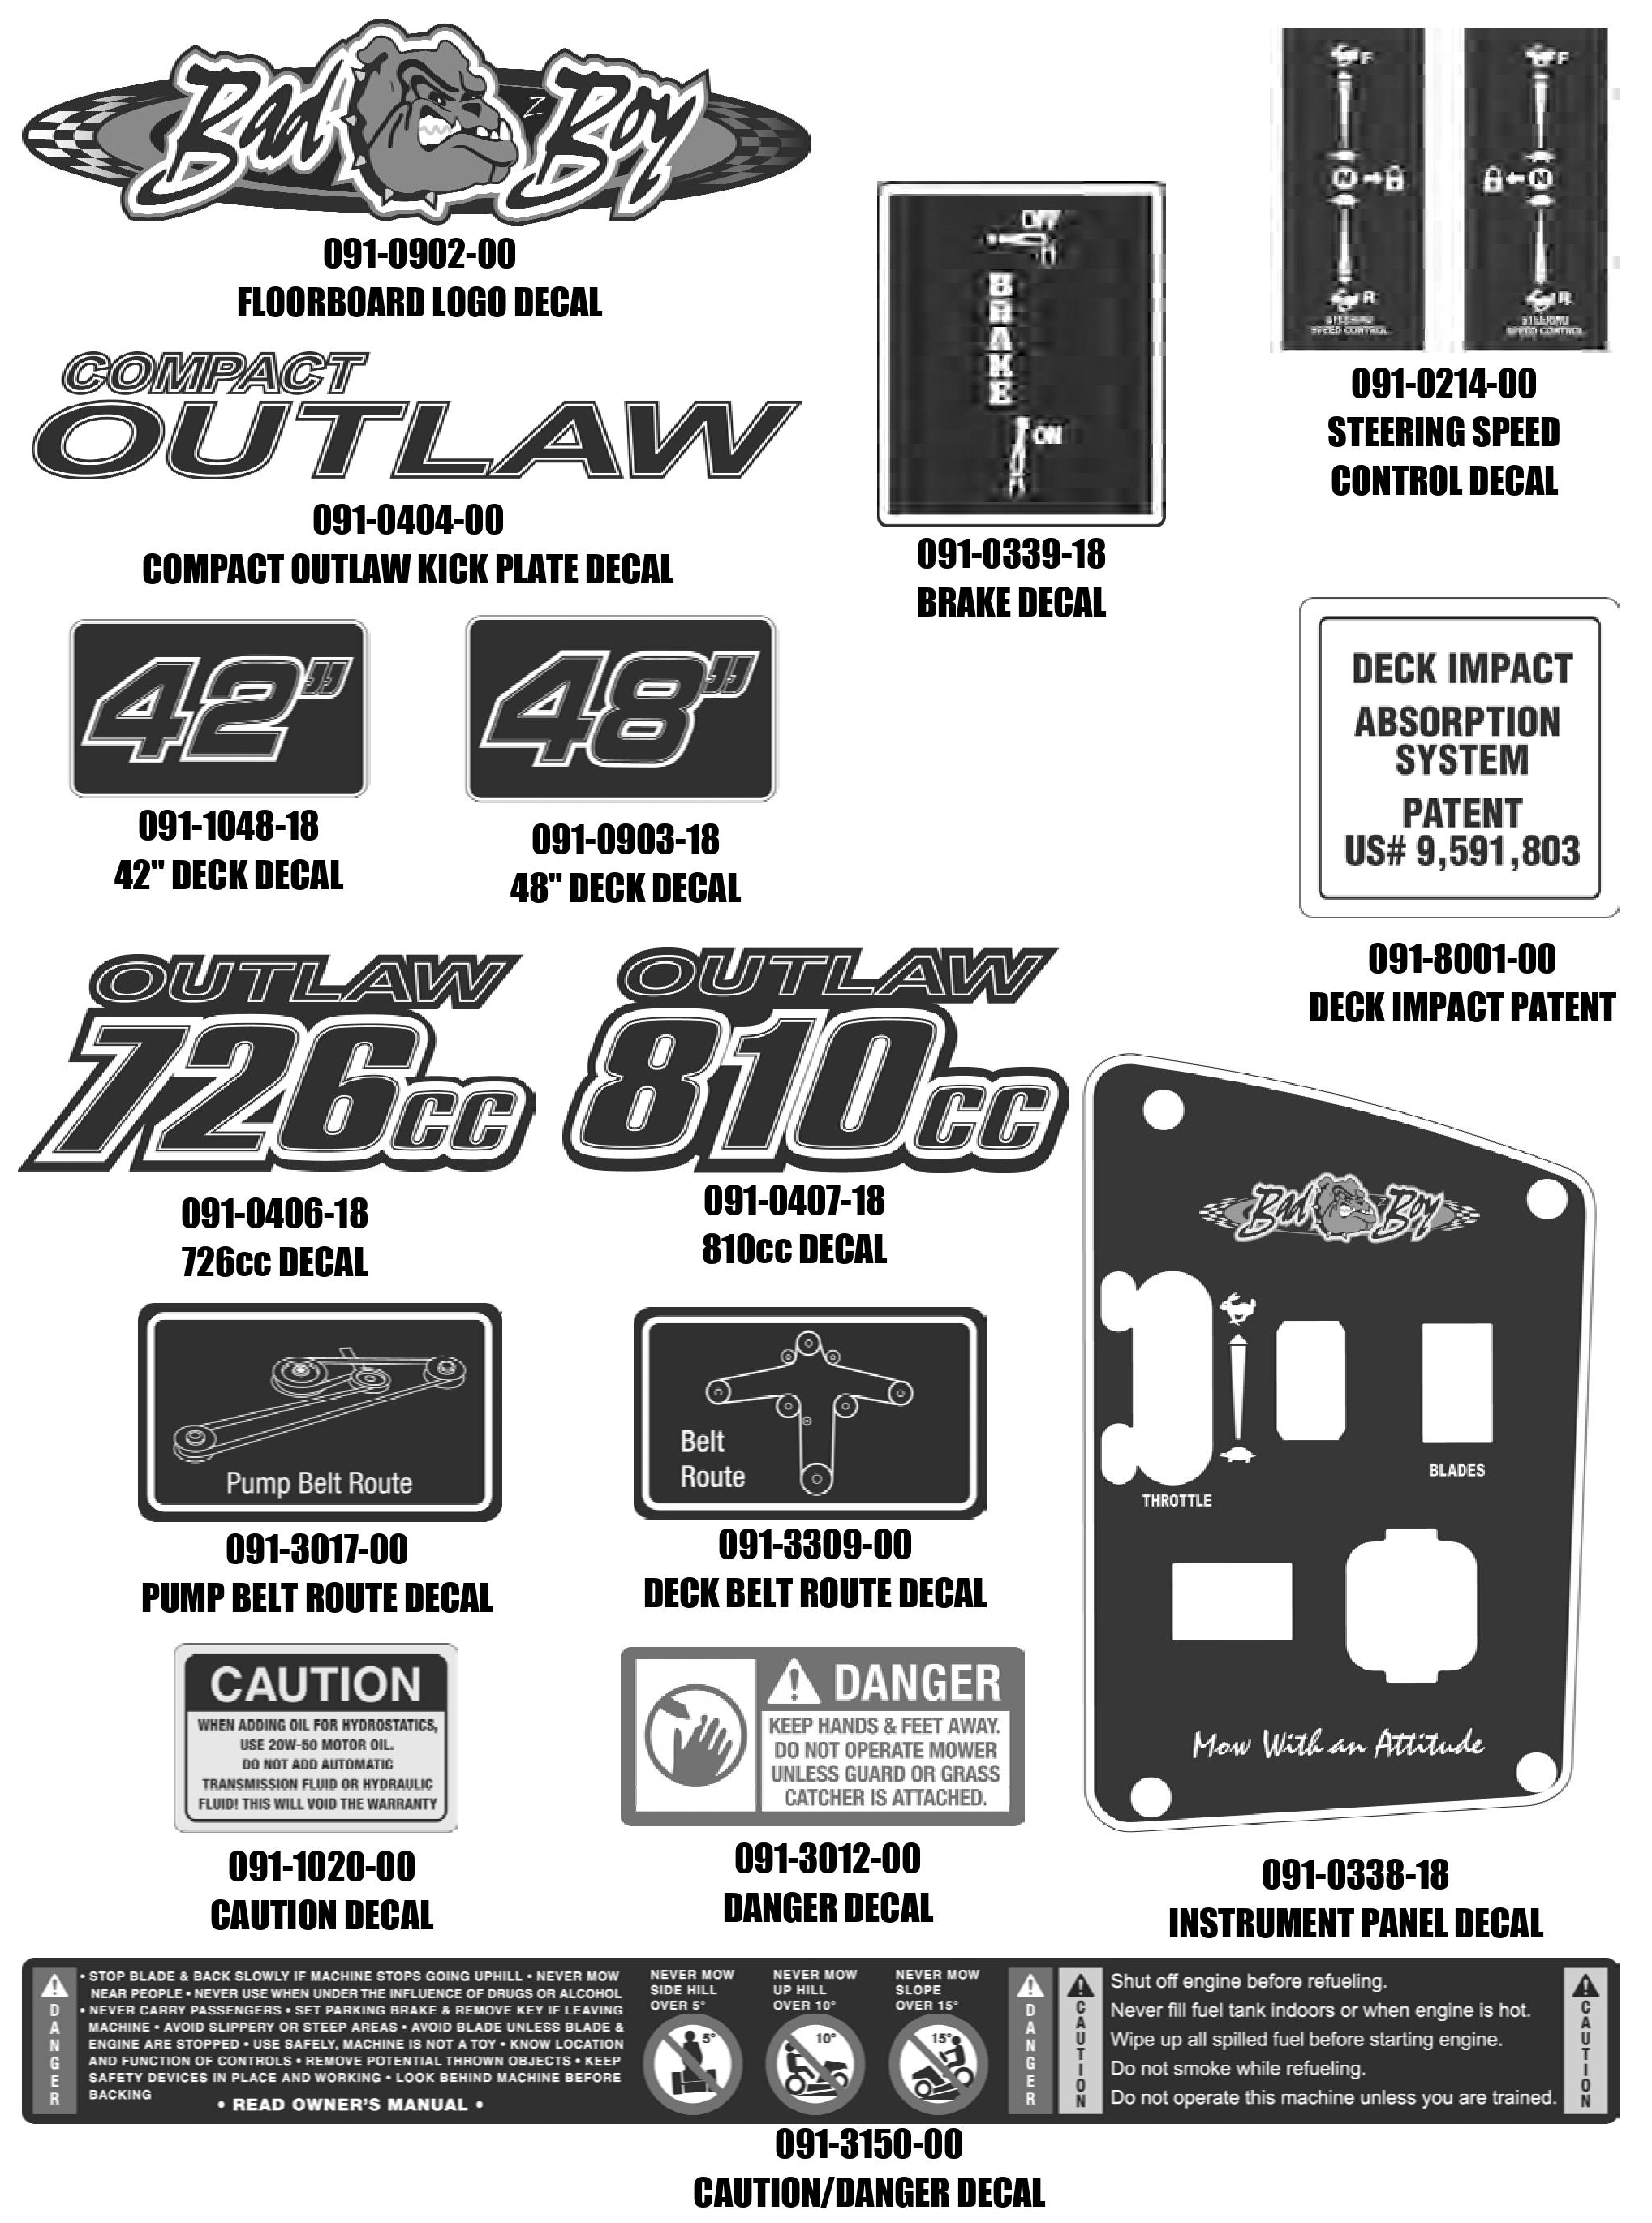 Bad Boy
Z
091-0902-00
FLOORBOARD LOGO DECAL
COMPACT
OUTLAW
091-0404-00
COMPACT OUTLAW KICK PLATE DECAL
OFF
BRAKE
ON
091-0339-18
BRAKE DECAL
F
N
R
STEERING
SPEED CONTROL
F
N
R
STEERING
SPEED CONTROL
091-0214-00
STEERING SPEED
CONTROL DECAL
42”
091-1048-18
42" DECK DECAL
48”
091-0903-18
48" DECK DECAL
DECK IMPACT
ABSORPTION
SYSTEM
PATENT
US# 9,591,803
091-8001-00
DECK IMPACT PATENT
OUTLAW
726cc
091-0406-18
726cc DECAL
OUTLAW
810cc
091-0407-18
810cc DECAL
Pump Belt Route
091-3017-00
PUMP BELT ROUTE DECAL
Belt
Route
091-3309-00
DECK BELT ROUTE DECAL
Bad Boy
Z
THROTTLE
BLADES
Mow With an Attitude
091-0338-18
INSTRUMENT PANEL DECAL
CAUTION
WHEN ADDING OIL FOR HYDROSTATICS,
USE 20W-50 MOTOR OIL.
DO NOT ADD AUTOMATIC
TRANSMISSION FLUID OR HYDRAULIC
FLUID! THIS WILL VOID THE WARRANTY
091-1020-00
CAUTION DECAL
DANGER
KEEP HANDS & FEET AWAY.
DO NOT OPERATE MOWER
UNLESS GUARD OR GRASS
CATCHER IS ATTACHED.
091-3012-00
DANGER DECAL
DANGER
• STOP BLADE & BACK SLOWLY IF MACHINE STOPS GOING UPHILL • NEVER MOW
NEAR PEOPLE • NEVER USE WHEN UNDER THE INFLUENCE OF DRUGS OR ALCOHOL
• NEVER CARRY PASSENGERS • SET PARKING BRAKE & REMOVE KEY IF LEAVING
MACHINE • AVOID SLIPPERY OR STEEP AREAS • AVOID BLADE UNLESS BLADE &
ENGINE ARE STOPPED • USE SAFELY, MACHINE IS NOT A TOY • KNOW LOCATION
AND FUNCTION OF CONTROLS • REMOVE POTENTIAL THROWN OBJECTS • KEEP
SAFETY DEVICES IN PLACE AND WORKING • LOOK BEHIND MACHINE BEFORE
BACKING
• READ OWNER'S MANUAL •
NEVER MOW
SIDE HILL
OVER 5°
5°
NEVER MOW
UP HILL
OVER 10°
10°
NEVER MOW
SLOPE
OVER 15°
15°
DANGER
CAUTION
Shut off engine before refueling.
Never fill fuel tank indoors or when engine is hot.
Wipe up all spilled fuel before starting engine.
Do not smoke while refueling.
Do not operate this machine unless you are trained.
CAUTION
091-3150-00
CAUTION/DANGER DECAL